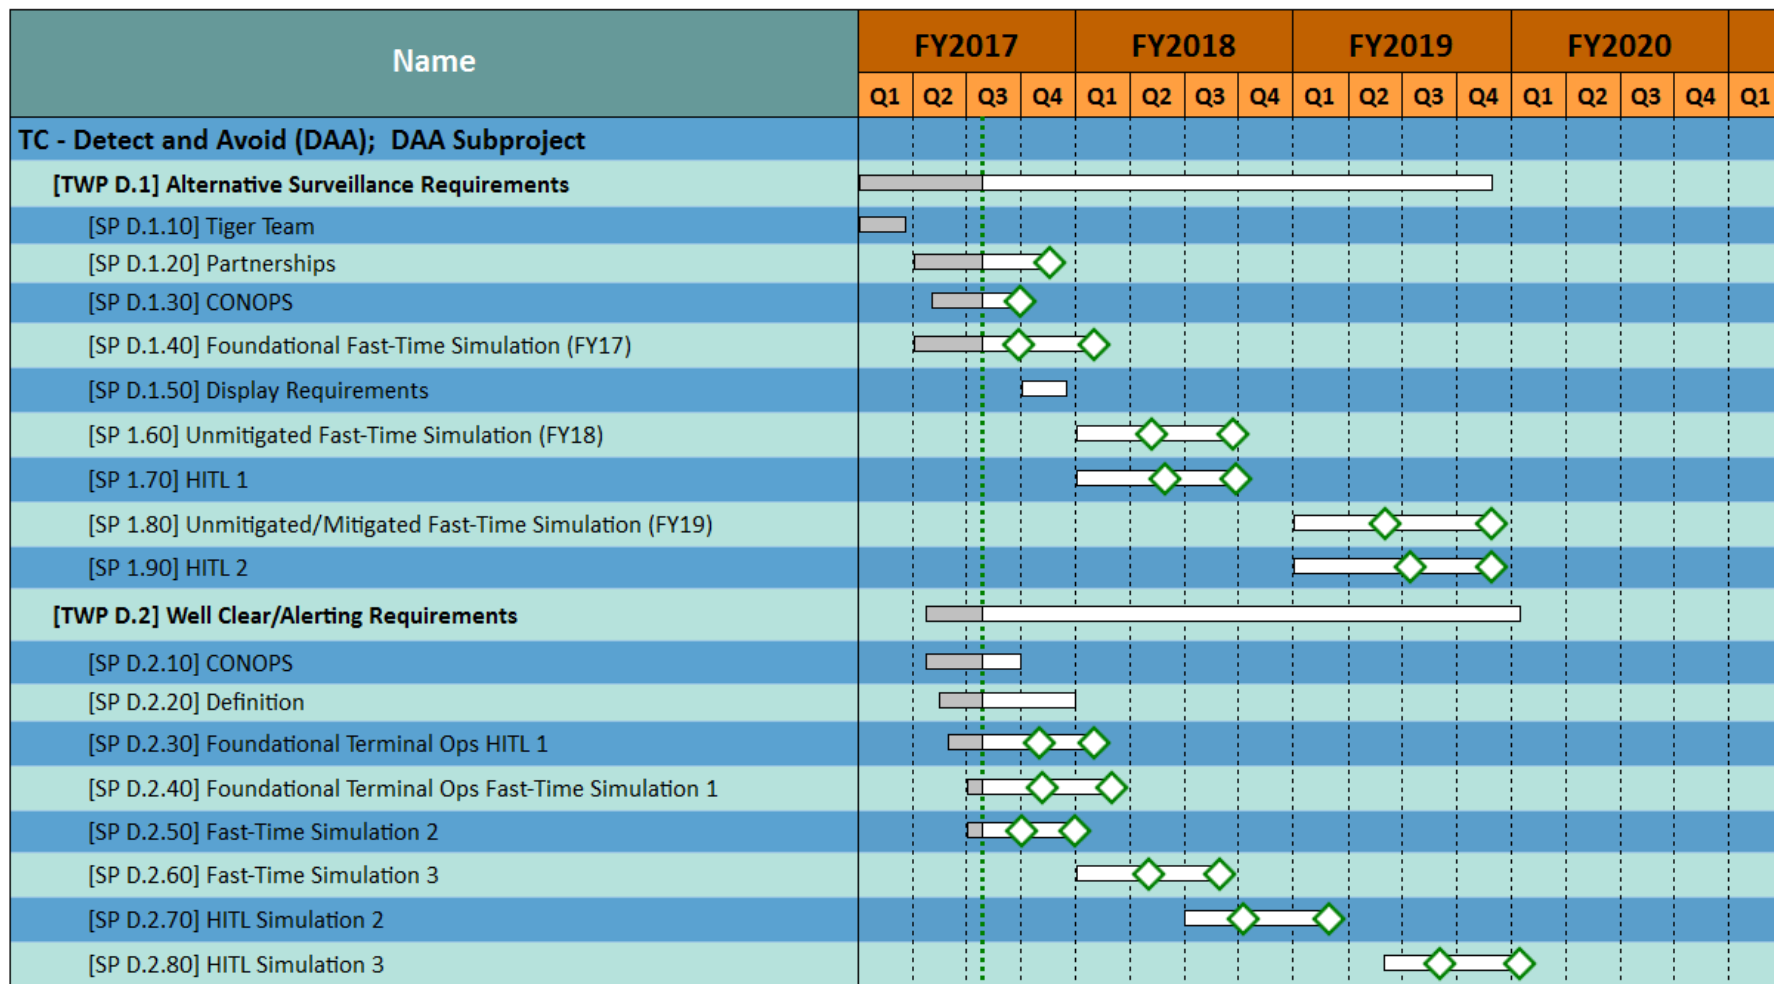 Name
FY2017 FY2018 FY2019 FY2020
Q1 Q2 Q3 Q4 Q1 Q2 Q3 Q4 Q1 Q2 Q3 Q4 Q1 Q2 Q3 Q4 Q1
TC - Detect and Avoid (DAA); DAA Subproject
[TWP D.1] Alternative Surveillance Requirements
[SP D.1.10] Tiger Team
[SP D.1.20] Partnerships
[SP D.1.30] CONOPS
[SP D.1.40] Foundational Fast-Time Simulation (FY17)
[SP D.1.50] Display Requirements
[SP 1.60] Unmitigated Fast-Time Simulation (FY18)
[SP 1.70] HITL 1
[SP 1.80] Unmitigated/Mitigated Fast-Time Simulation (FY19)
[SP 1.90] HITL 2
[TWP D.2] Well Clear/Alerting Requirements
[SP D.2.10] CONOPS
[SP D.2.20] Definition
[SP D.2.30] Foundational Terminal Ops HITL 1
[SP D.2.40] Foundational Terminal Ops Fast-Time Simulation 1
[SP D.2.50] Fast-Time Simulation 2
[SP D.2.60] Fast-Time Simulation 3
[SP D.2.70] HITL Simulation 2
[SP D.2.80] HITL Simulation 3